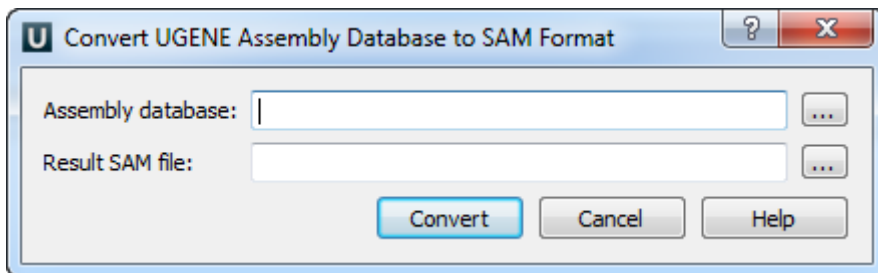 U Convert UGENE Assembly Database to SAM Format ? X
Assembly database: ...
Result SAM file: ...
Convert Cancel Help